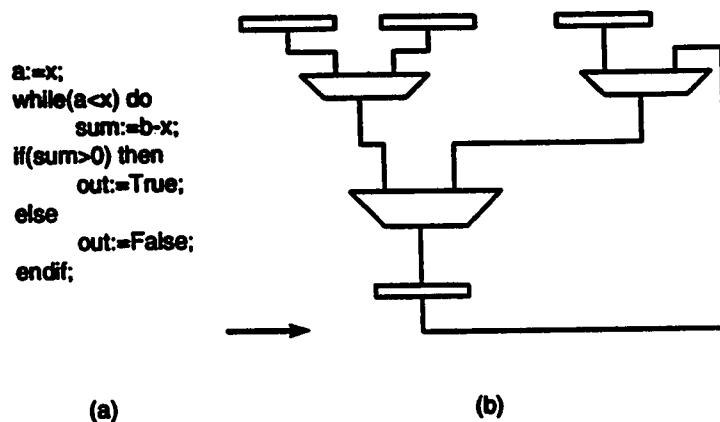 a:=x;
while(a<x) do
sum:=b-x;
if(sum>0) then
out:=True;
else
out:=False;
endif;
(a)
(b)